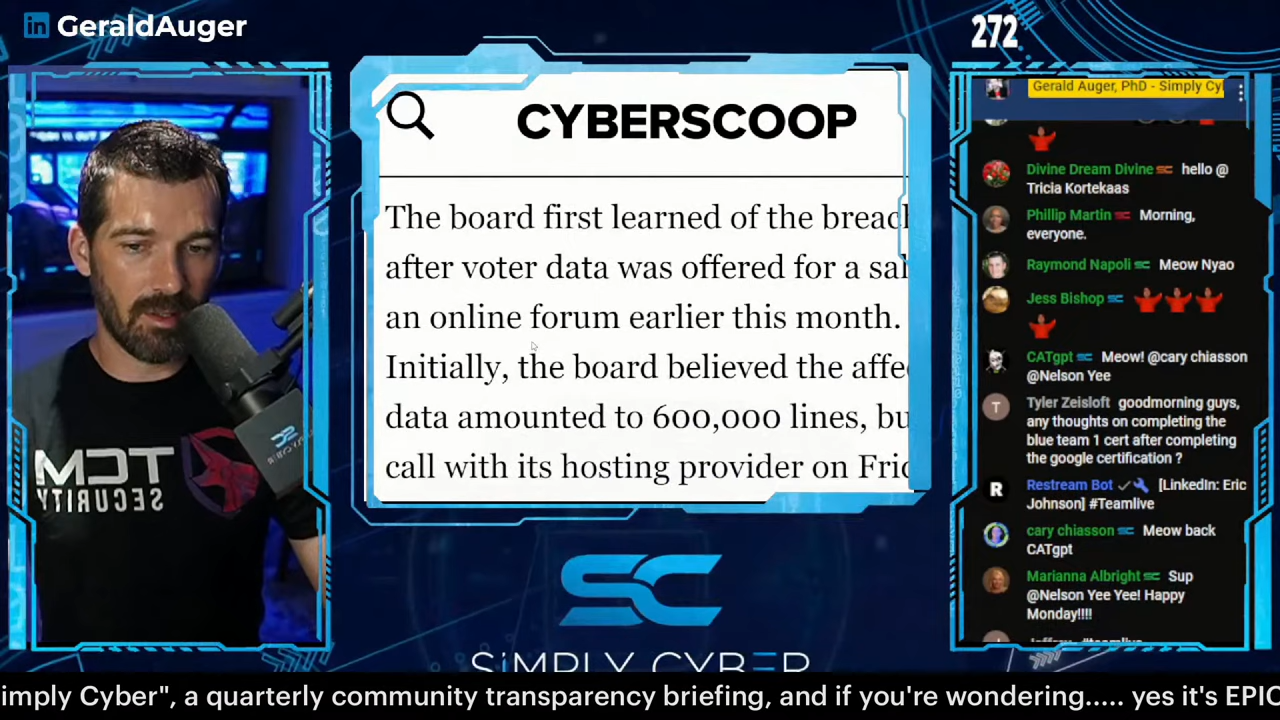 in GeraldAuger
272
CYBERSCOOP
The board first learned of the breach
after voter data was offered for a sal
an online forum earlier this month.
Initially, the board believed the affe
data amounted to 600,000 lines, bu
call with its hosting provider on Fri
TCM
SECURITY
SC
SIMPLY CYBER
Gerald Auger, PhD - Simply Cy
Divine Dream Divine hello @
Tricia Kortekaas
Phillip Martin Morning,
everyone.
Raymond Napoli Meow Nyao
Jess Bishop
CATgpt Meow! @cary chiasson
@Nelson Yee
T
Tyler Zeisloft goodmorning guys,
any thoughts on completing the
blue team 1 cert after completing
the google certification ?
R
Restream Bot [LinkedIn: Eric
Johnson] #Teamlive
cary chiasson Meow back
CATgpt
Marianna Albright Sup
@Nelson Yee Yee! Happy
Monday!!!!
imply Cyber", a quarterly community transparency briefing, and if you're wondering..... yes it's EPIC